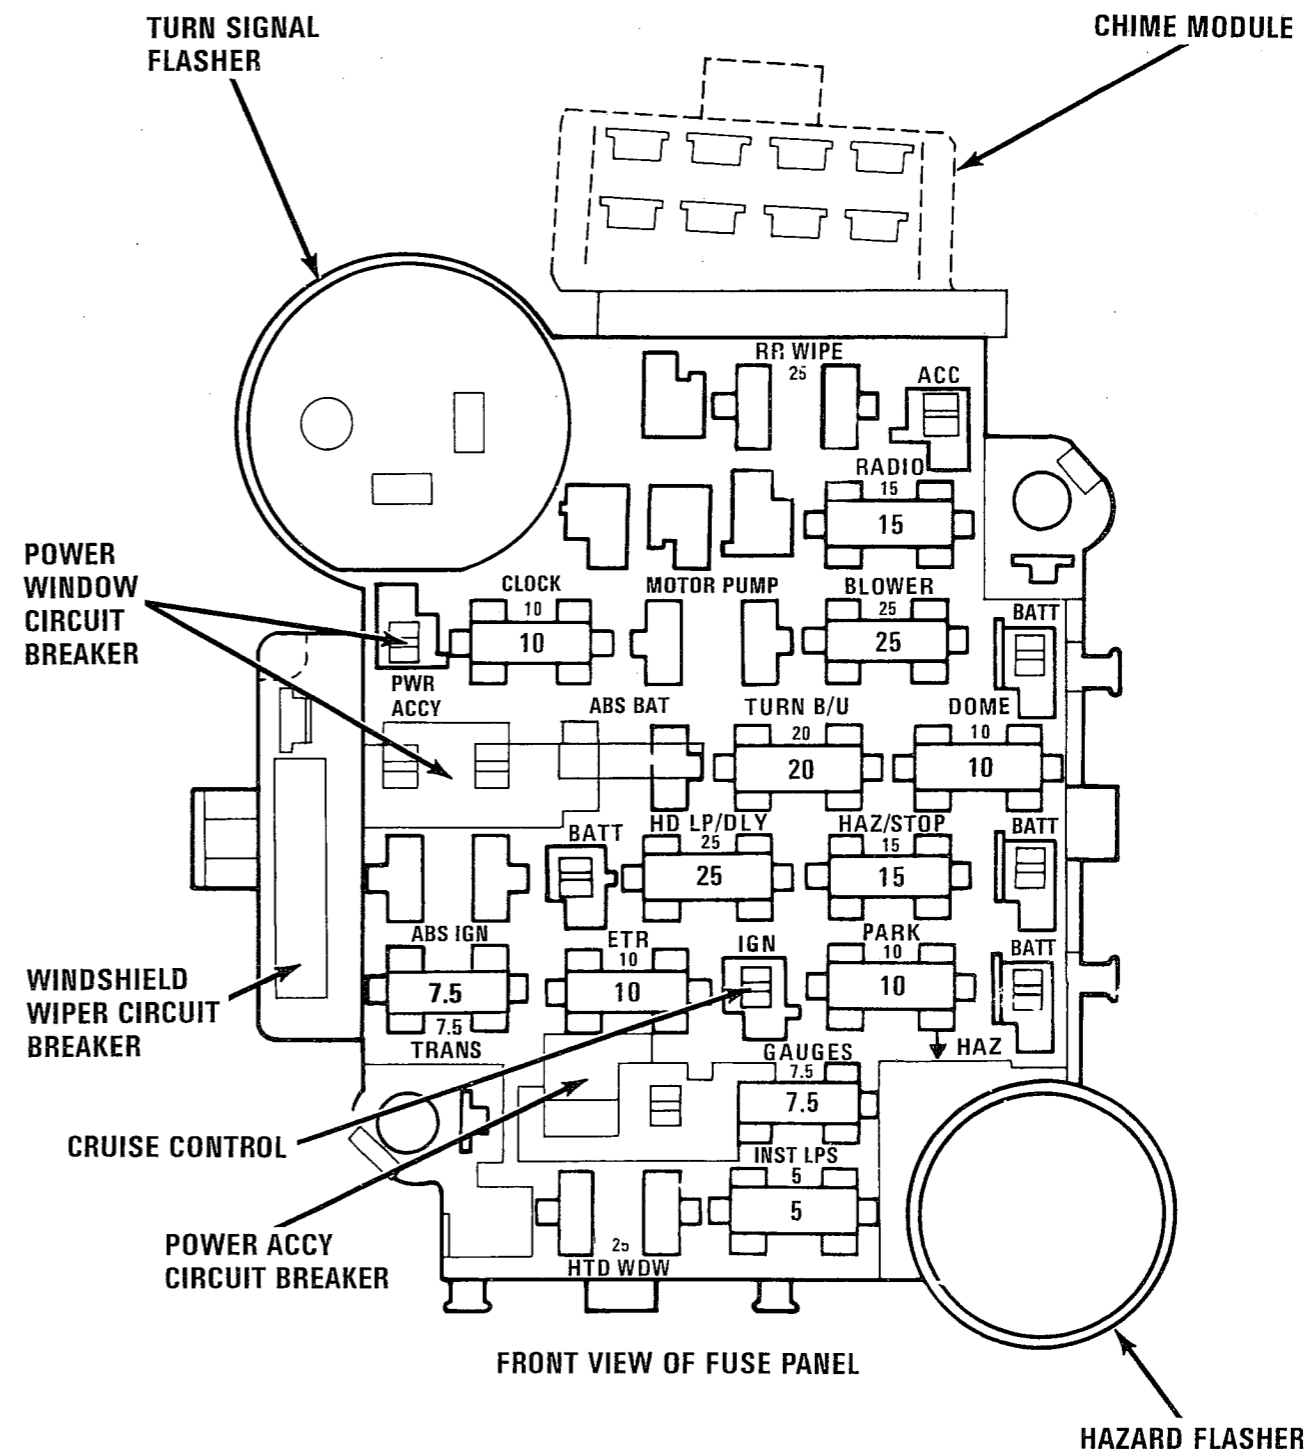 TURN SIGNAL
FLASHER
CHIME MODULE
RR WIPE
25
ACC
RADIO
15
15
POWER
WINDOW
CIRCUIT
BREAKER
CLOCK
10
10
MOTOR PUMP
BLOWER
25
25
BATT
PWR
ACCY
ABS BAT
TURN B/U
20
20
DOME
10
10
BATT
HD LP/DLY
25
25
HAZ/STOP
15
15
BATT
ABS IGN
7.5
7.5
TRANS
ETR
10
10
IGN
PARK
10
10
BATT
WINDSHIELD
WIPER CIRCUIT
BREAKER
HAZ
GAUGES
7.5
7.5
CRUISE CONTROL
INST LPS
5
5
POWER ACCY
CIRCUIT BREAKER
25
HTD WDW
FRONT VIEW OF FUSE PANEL
HAZARD FLASHER